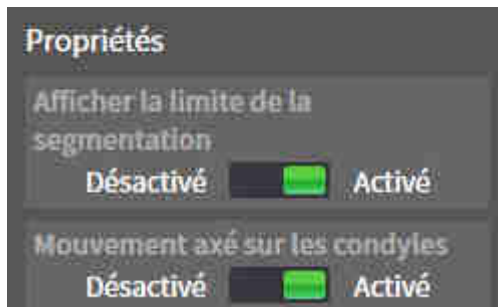 Propriétés
Afficher la limite de la
segmentation
Désactivé Activé
Mouvement axé sur les condyles
Désactivé Activé